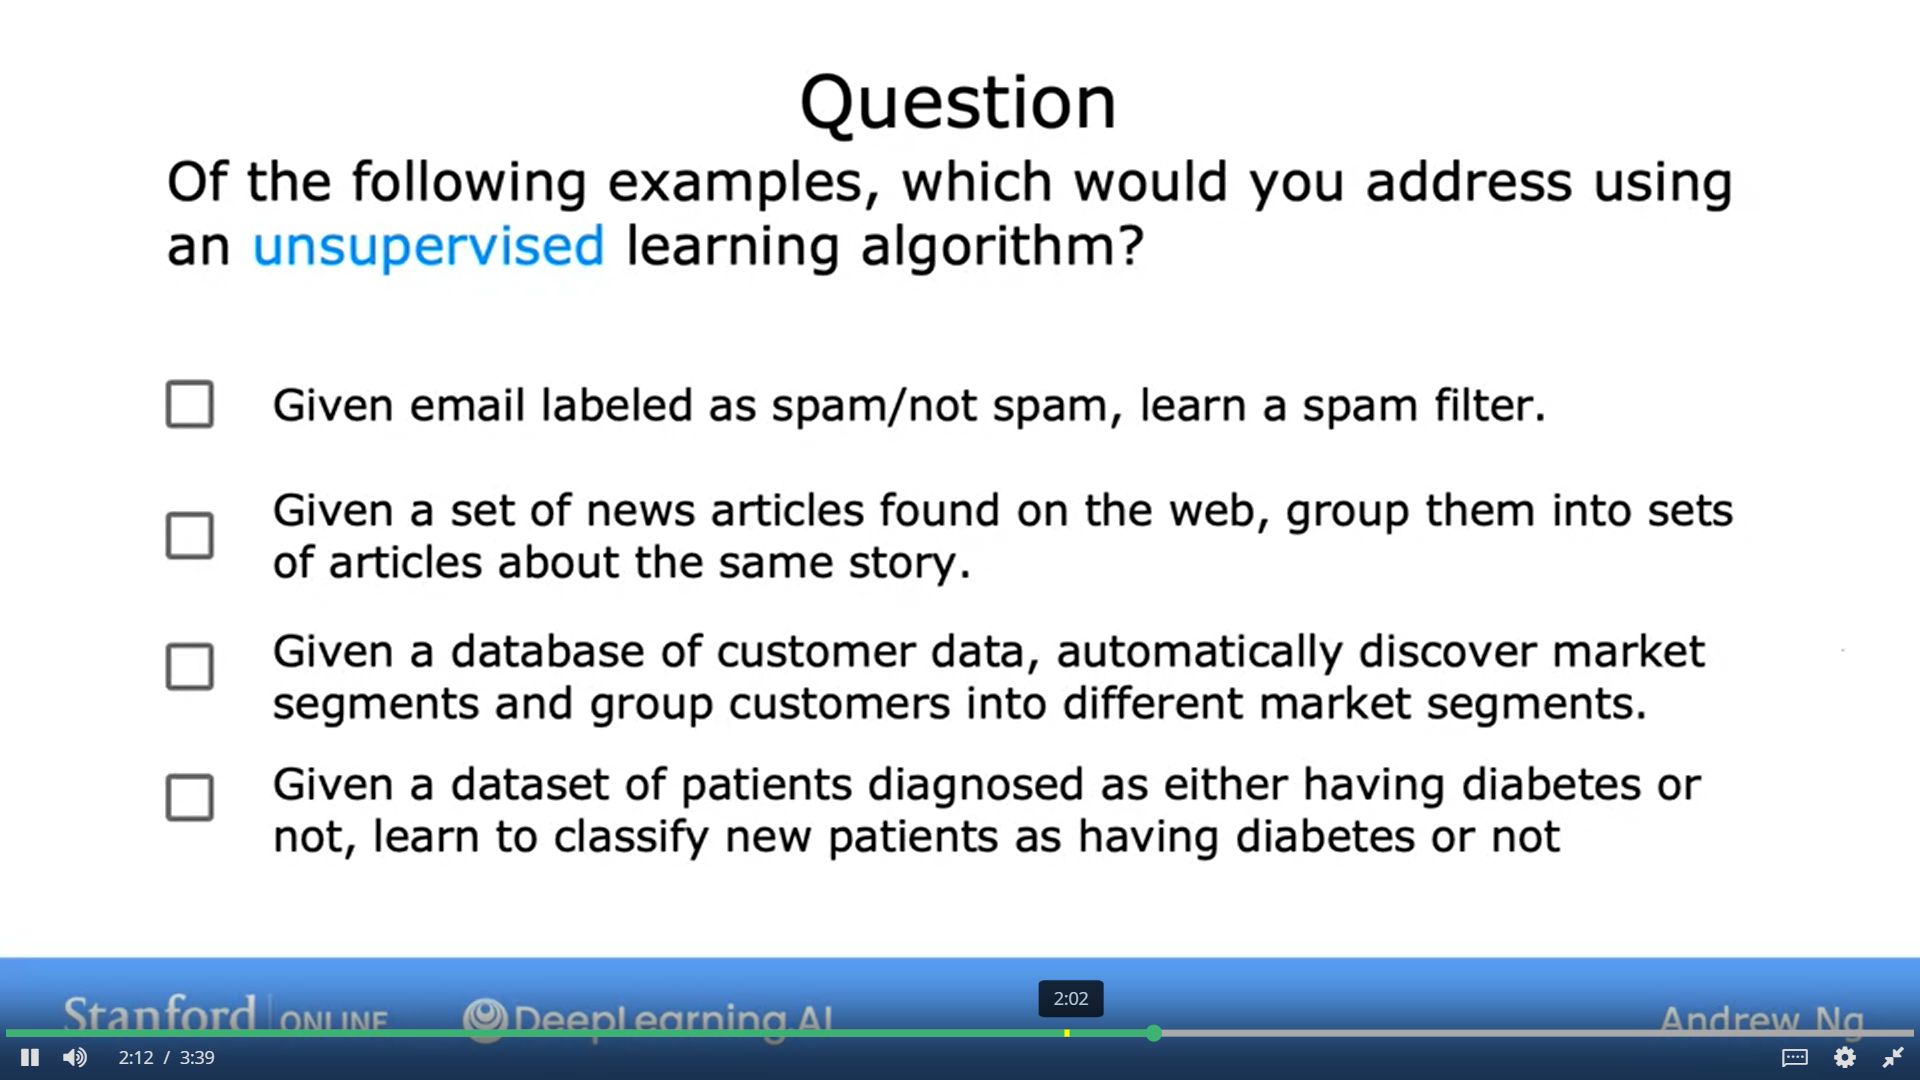 Question
Of the following examples, which would you address using
an unsupervised learning algorithm?
Given email labeled as spam/not spam, learn a spam filter.
Given a set of news articles found on the web, group them into sets
of articles about the same story.
Given a database of customer data, automatically discover market
segments and group customers into different market segments.
Given a dataset of patients diagnosed as either having diabetes or
not, learn to classify new patients as having diabetes or not
2:02
Stanford ONLINE DeepLearning.AI Andrew Ng
2:12 / 3:39